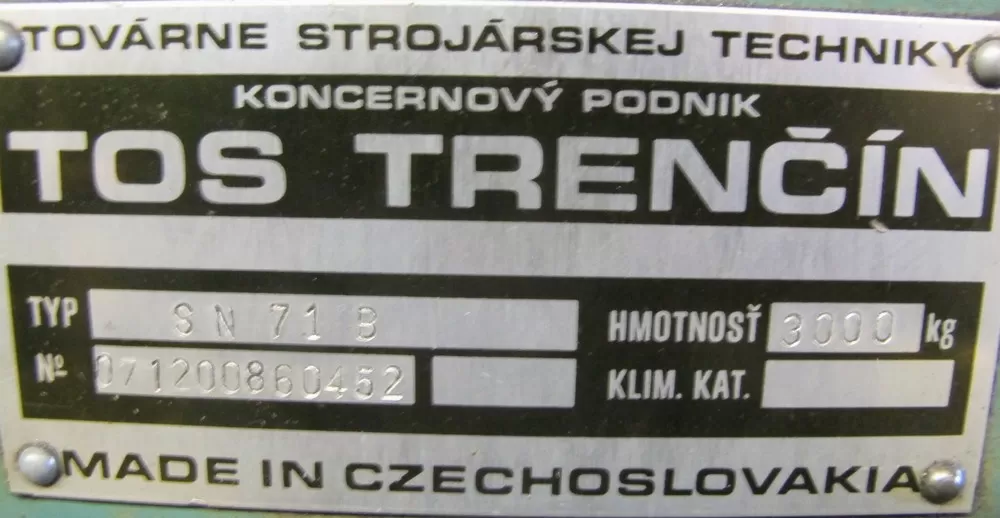 TOVÁRNE STROJÁRSKEJ TECHNIKY
KONCERNOVÝ PODNIK
TOS TRENČÍN
TYP SN 71 B HMOTNOSŤ 3000 kg
Nº 071200860452 KLIM. KAT.
MADE IN CZECHOSLOVAKIA